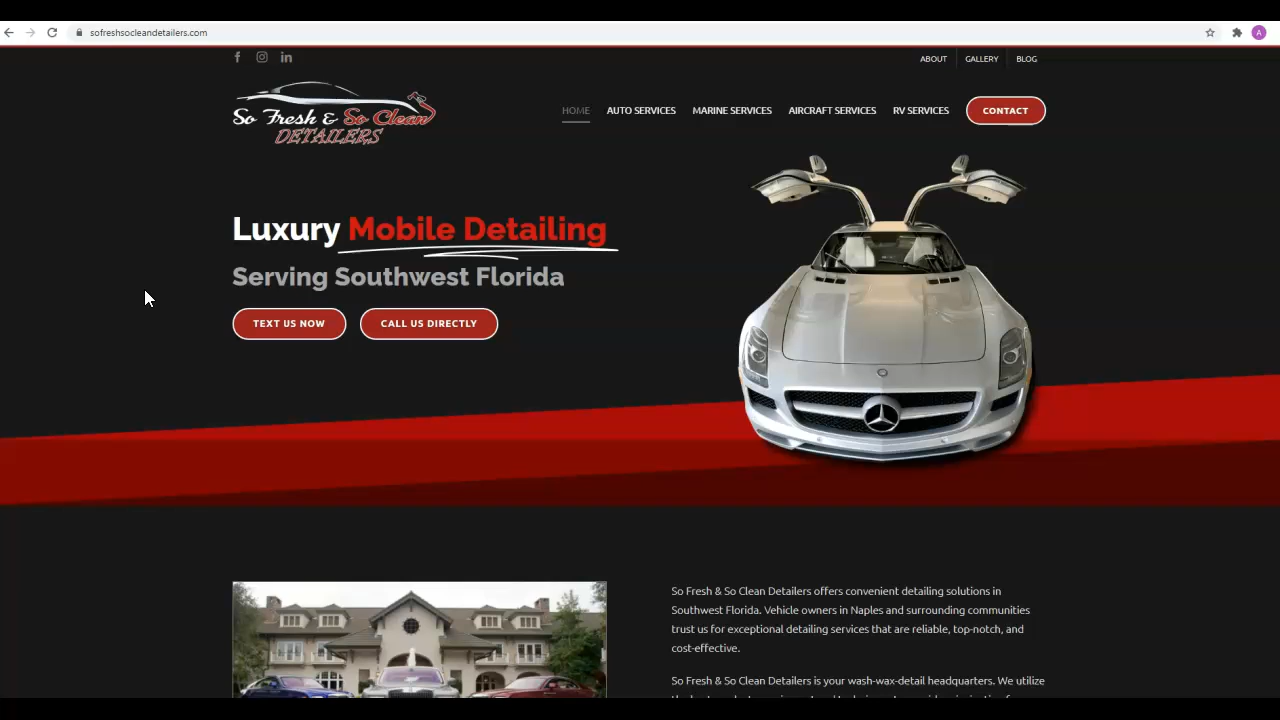 sofreshsocleandetailers.com
A
ABOUT
GALLERY
BLOG
So Fresh & So Clean
DETAILERS
HOME
AUTO SERVICES
MARINE SERVICES
AIRCRAFT SERVICES
RV SERVICES
CONTACT
Luxury Mobile Detailing
Serving Southwest Florida
TEXT US NOW
CALL US DIRECTLY
So Fresh & So Clean Detailers offers convenient detailing solutions in
Southwest Florida. Vehicle owners in Naples and surrounding communities
trust us for exceptional detailing services that are reliable, top-notch, and
cost-effective.
So Fresh & So Clean Detailers is your wash-wax-detail headquarters. We utilize